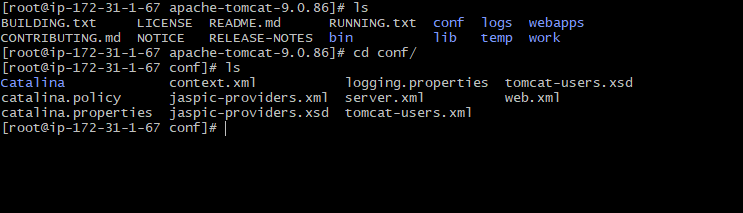 [root@ip-172-31-1-67 apache-tomcat-9.0.86]# ls
BUILDING.txt     LICENSE  README.md      RUNNING.txt  conf  logs  webapps
CONTRIBUTING.md  NOTICE   RELEASE-NOTES  bin          lib   temp  work
[root@ip-172-31-1-67 apache-tomcat-9.0.86]# cd conf/
[root@ip-172-31-1-67 conf]# ls
Catalina             context.xml           logging.properties  tomcat-users.xsd
catalina.policy      jaspic-providers.xml  server.xml          web.xml
catalina.properties  jaspic-providers.xsd  tomcat-users.xml
[root@ip-172-31-1-67 conf]#